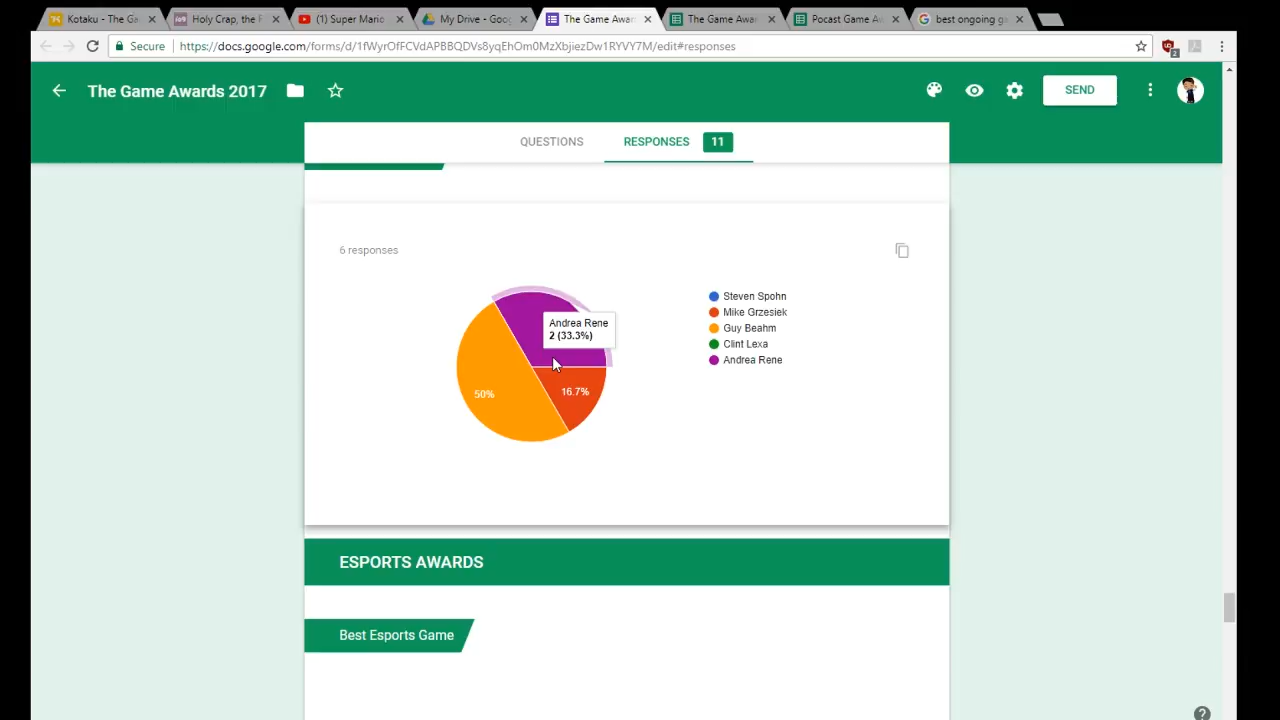 Kotaku - The Ga
Holy Crap, the F
(1) Super Mario
My Drive - Goog
The Game Awar
The Game Awar
Pocast Game Aw
best ongoing ga
Secure
https://docs.google.com/forms/d/1fWyrOfFCVdAPBBQDVs8yqEhOm0MzXbjiezDw1RYVY7M/edit#responses
The Game Awards 2017
SEND
QUESTIONS
RESPONSES
11
6 responses
Steven Spohn
Mike Grzesiek
Guy Beahm
Clint Lexa
Andrea Rene
Andrea Rene
2 (33.3%)
50%
16.7%
ESPORTS AWARDS
Best Esports Game